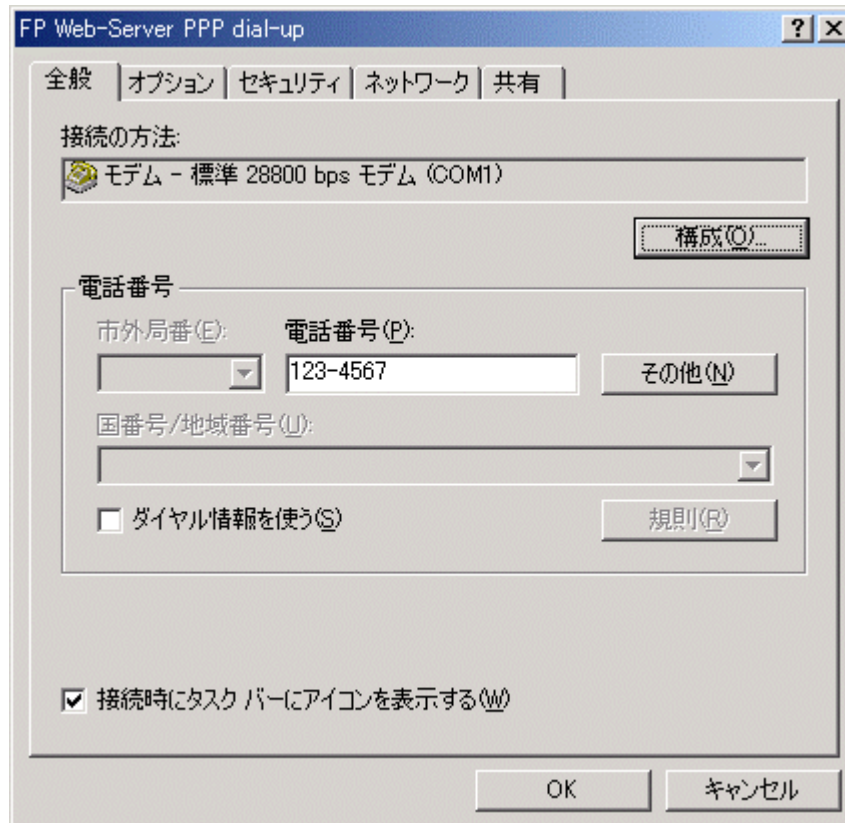 FP Web-Server PPP dial-up
全般 オプション セキュリティ ネットワーク 共有
接続の方法:
モデム - 標準 28800 bps モデム (COM1)
構成(O)...
電話番号
市外局番(E): 電話番号(P):
123-4567 その他(N)
国番号/地域番号(U):
ダイヤル情報を使う(S) 規則(R)
接続時にタスク バーにアイコンを表示する(W)
OK キャンセル